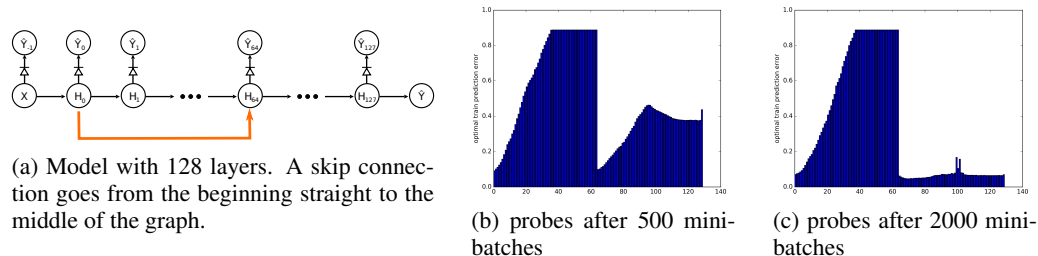 Ŷ₋₁ Ŷ₀ Ŷ₁ Ŷ₆₄ Ŷ₁₂₇
X H₀ H₁ ••• H₆₄ ••• H₁₂₇ Ŷ
(a) Model with 128 layers. A skip connec-
tion goes from the beginning straight to the
middle of the graph.
optimal train prediction error
1.0
0.8
0.6
0.4
0.2
0.0
0 20 40 60 80 100 120 140
(b) probes after 500 mini-
batches
optimal train prediction error
1.0
0.8
0.6
0.4
0.2
0.0
0 20 40 60 80 100 120 140
(c) probes after 2000 mini-
batches